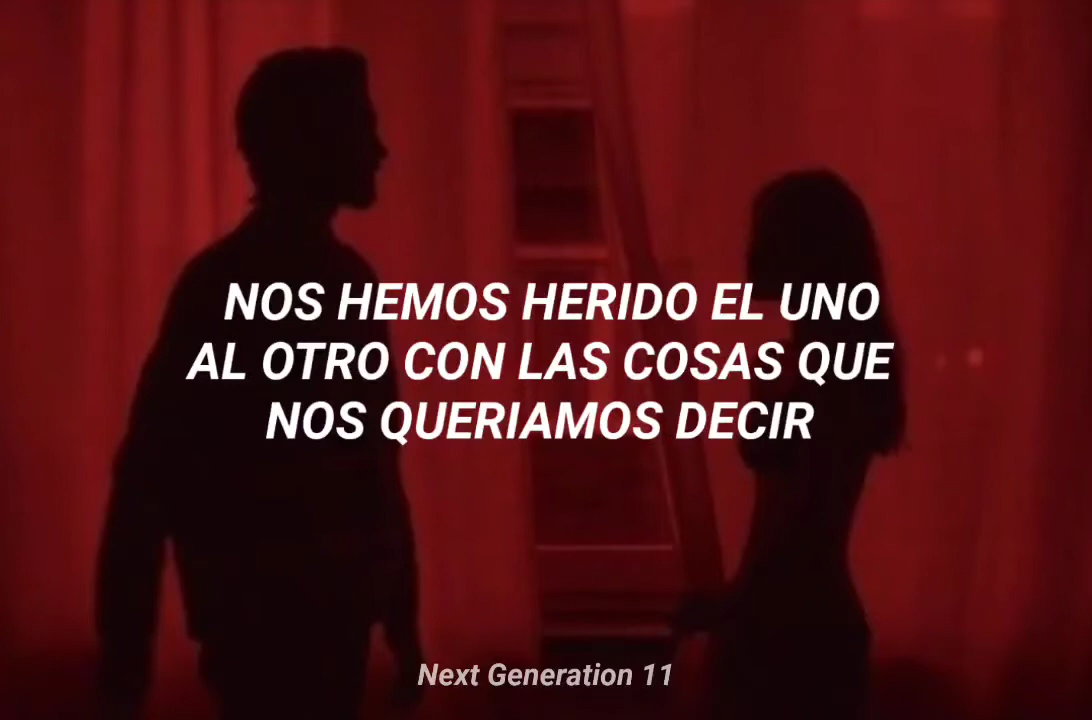 NOS HEMOS HERIDO EL UNO
AL OTRO CON LAS COSAS QUE
NOS QUERIAMOS DECIR
Next Generation 11